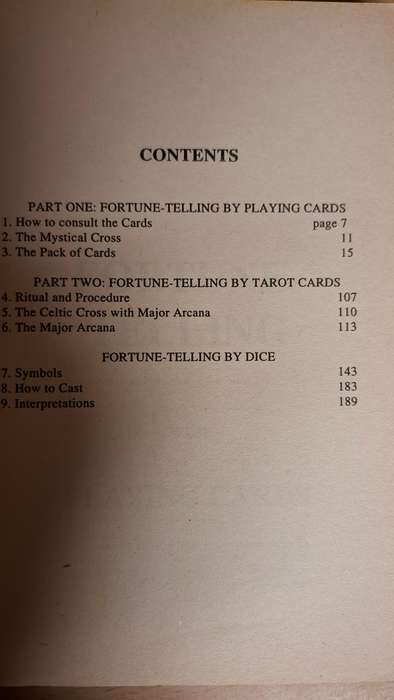 CONTENTS
PART ONE: FORTUNE-TELLING BY PLAYING CARDS
1. How to consult the Cards page 7
2. The Mystical Cross 11
3. The Pack of Cards 15
PART TWO: FORTUNE-TELLING BY TAROT CARDS
4. Ritual and Procedure 107
5. The Celtic Cross with Major Arcana 110
6. The Major Arcana 113
FORTUNE-TELLING BY DICE
7. Symbols 143
8. How to Cast 183
9. Interpretations 189